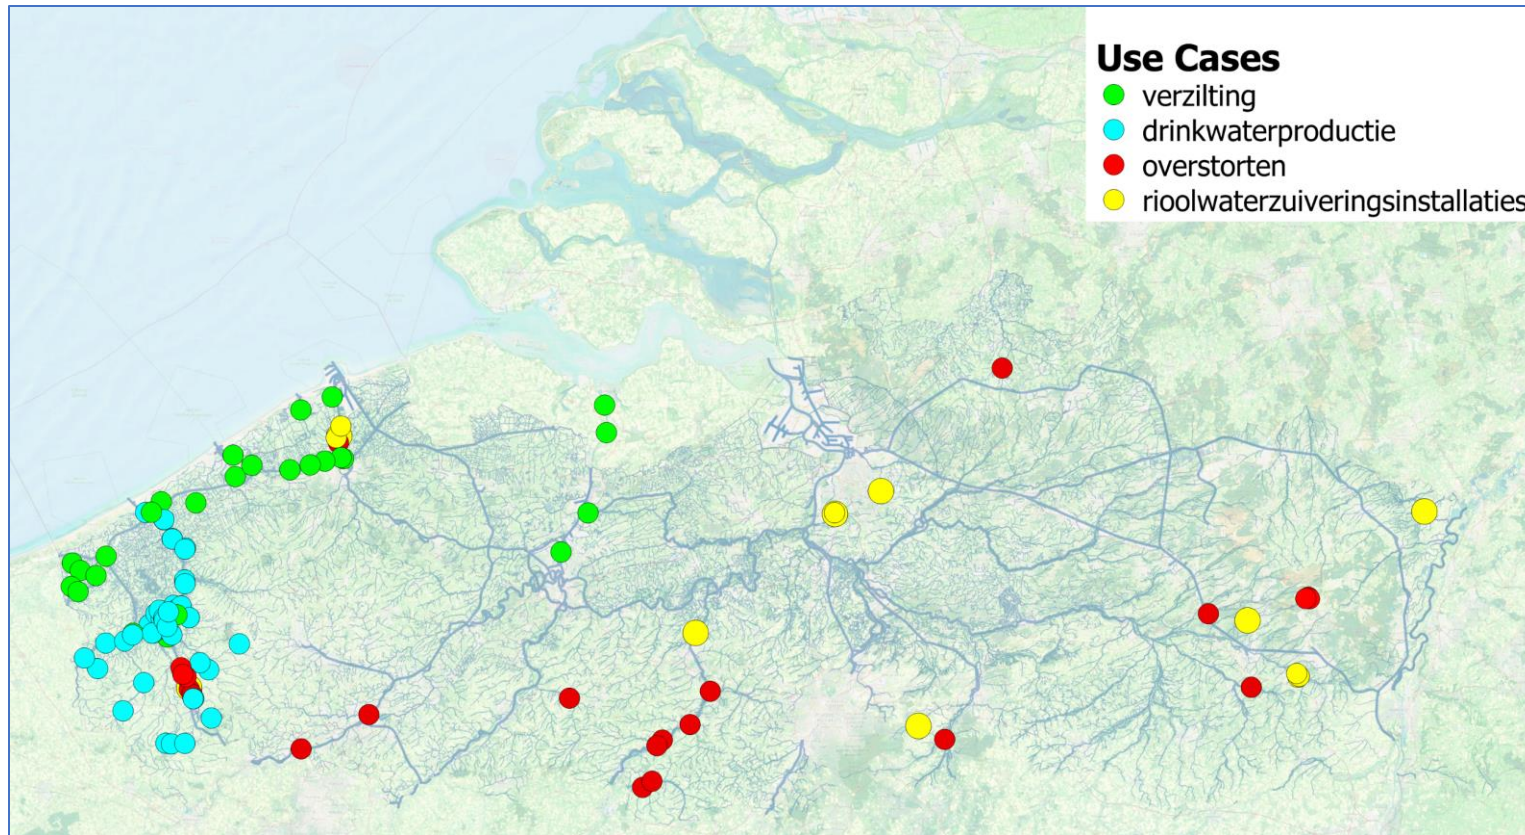 Use Cases
verzilting
drinkwaterproductie
overstorten
rioolwaterzuiveringsinstallaties